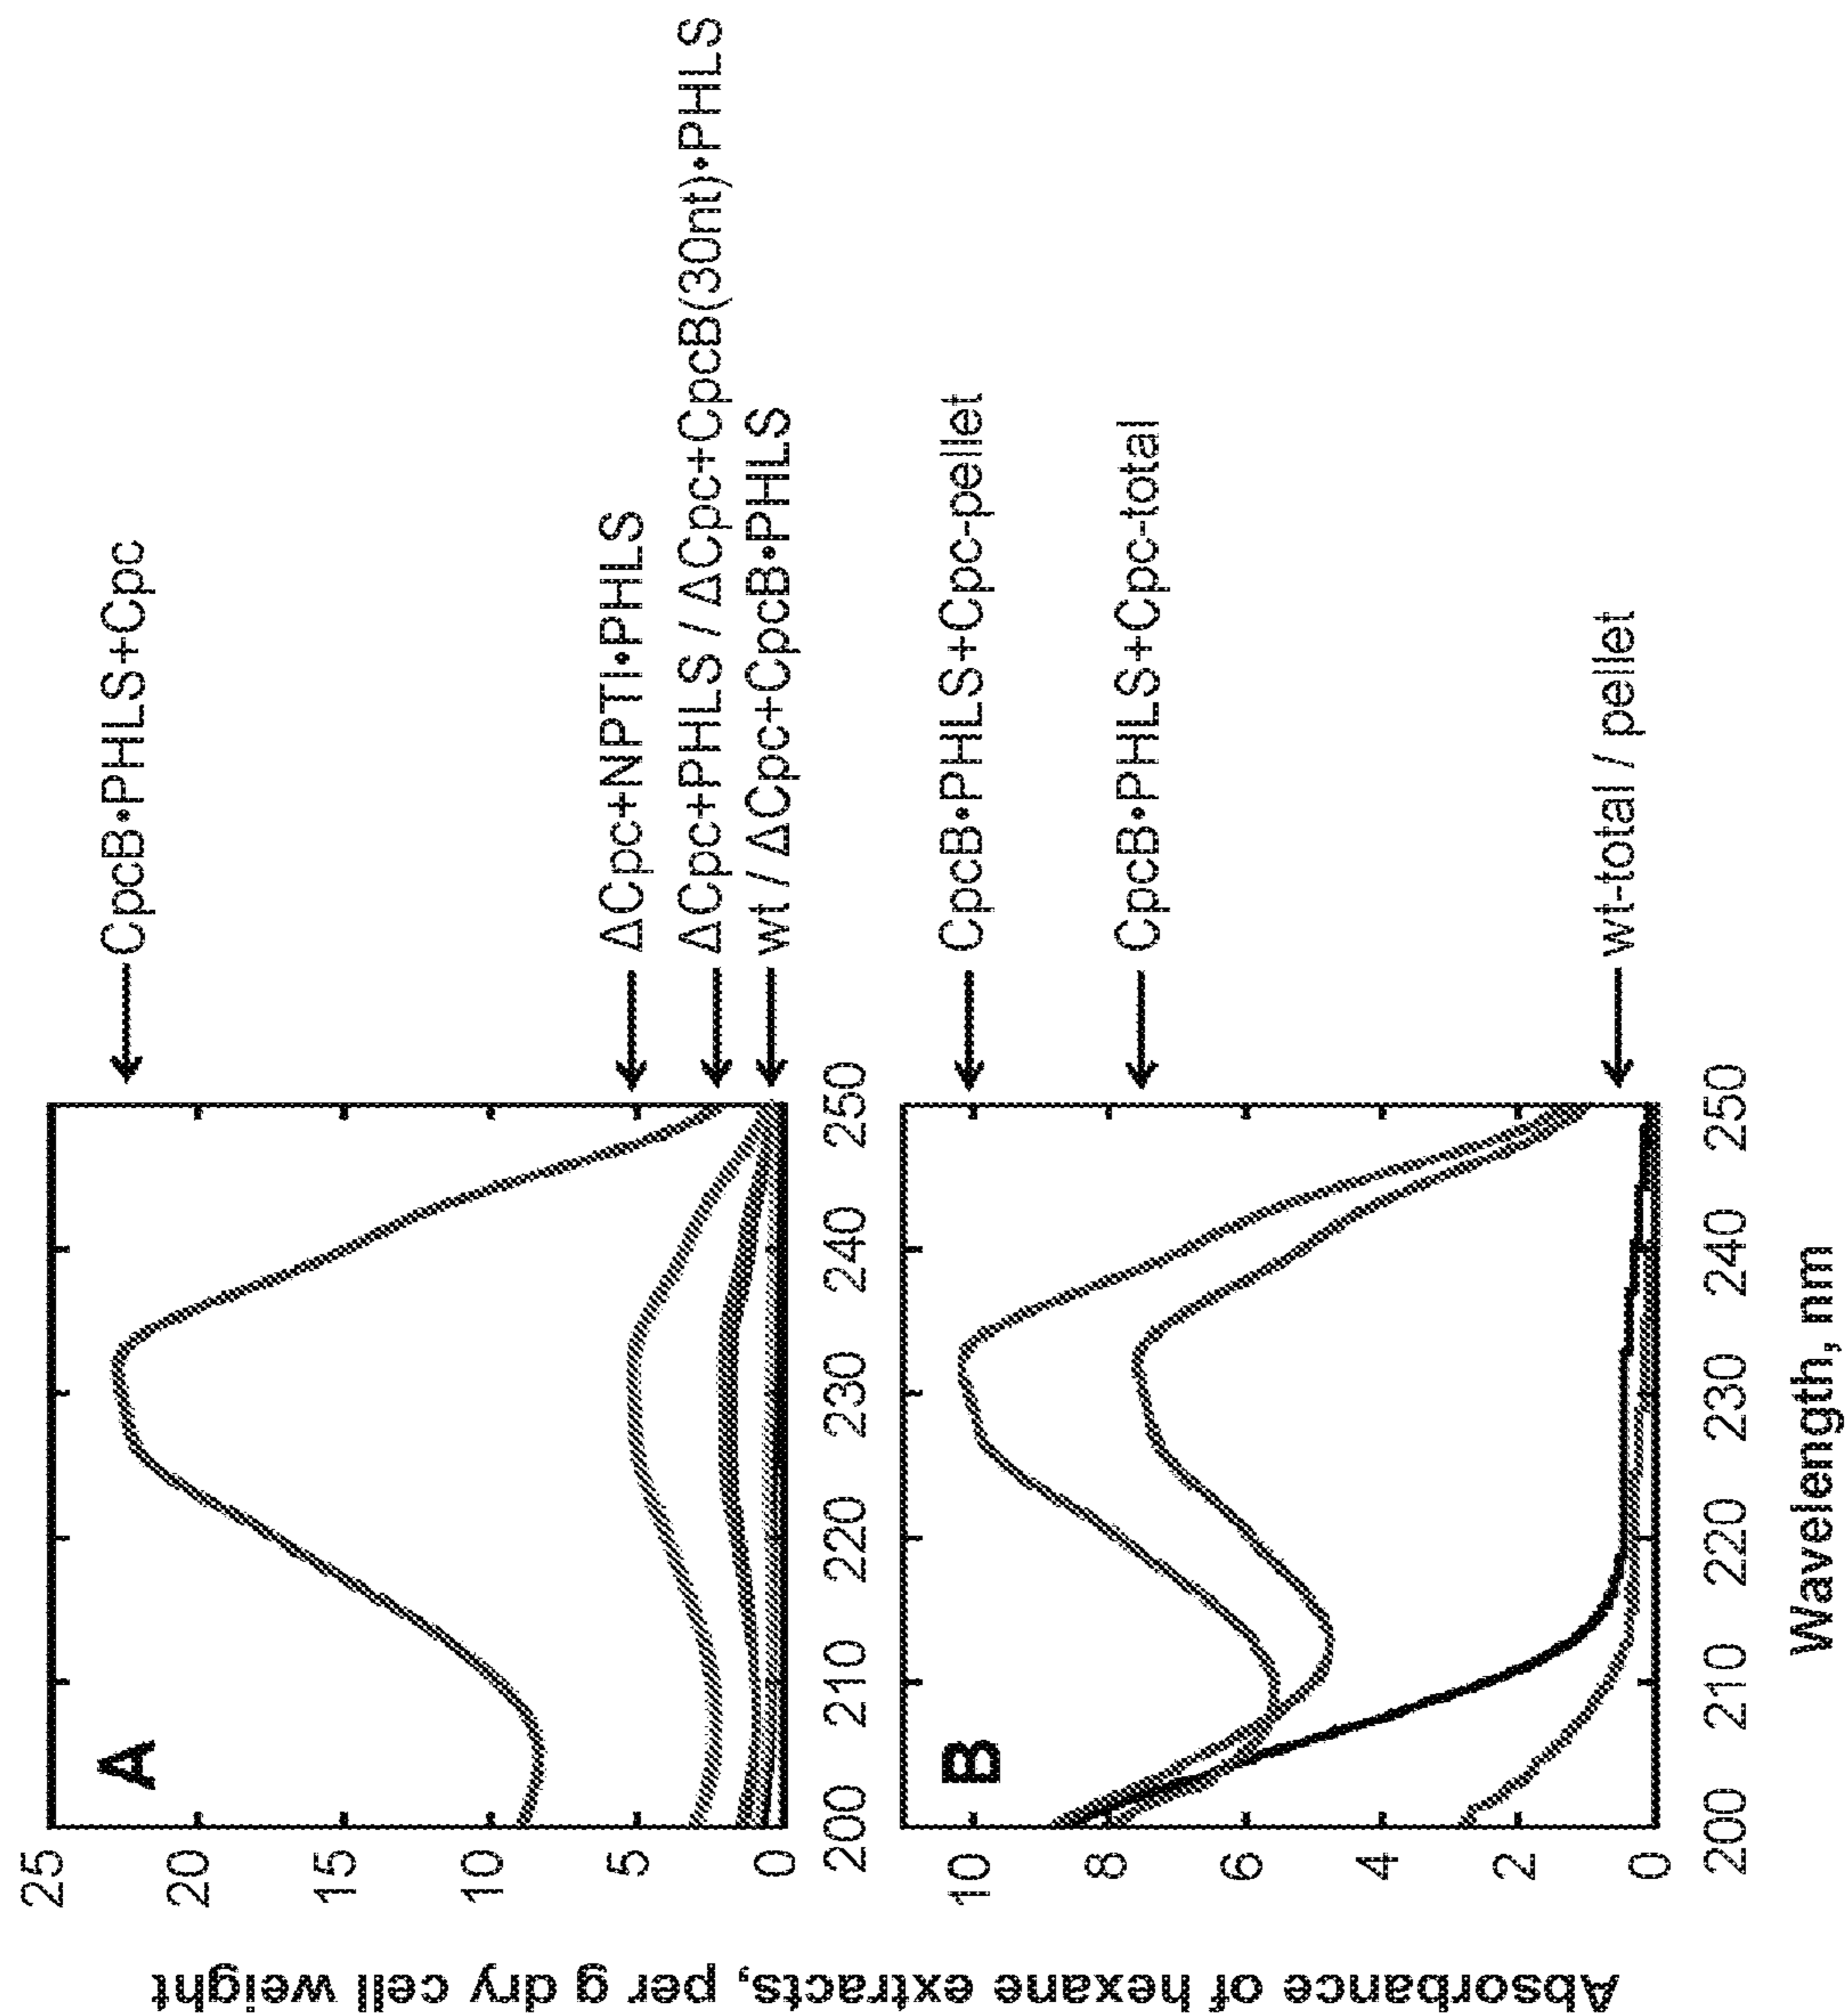 Absorbance of hexane extracts, per g dry cell weight
A
25
20
15
10
5
0
200 210 220 230 240 250
CpcB•PHLS+Cpc
ΔCpc+NPTI•PHLS
ΔCpc+PHLS / ΔCpc+CpcB(30nt)•PHLS
wt / ΔCpc+CpcB•PHLS
B
10
8
6
4
2
0
200 210 220 230 240 250
CpcB•PHLS+Cpc-pellet
CpcB•PHLS+Cpc-total
wt-total / pellet
Wavelength, nm